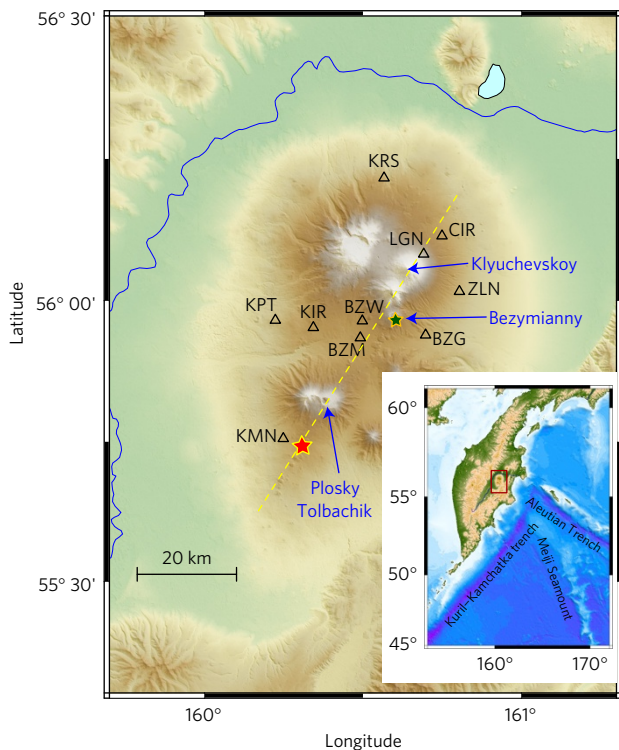 56° 30'
KRS
CIR
LGN
Klyuchevskoy
ZLN
56° 00'
KPT
KIR
BZW
Bezymianny
BZG
BZM
Latitude
KMN
Plosky
Tolbachik
20 km
55° 30'
60°
55°
50°
45°
Aleutian Trench
Kuril–Kamchatka trench
Meiji Seamount
160°
170°
160°
161°
Longitude